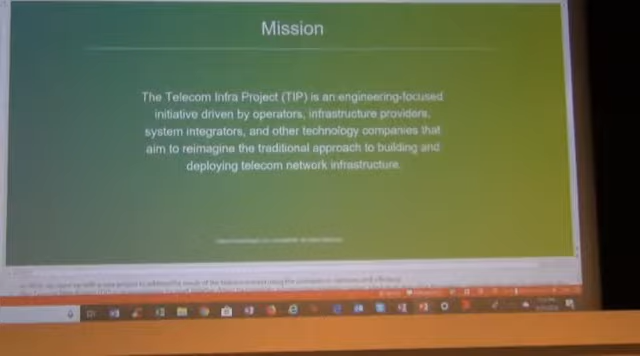 Mission
The Telecom Infra Project (TIP) is an engineering-focused
initiative driven by operators, infrastructure providers,
system integrators, and other technology companies that
aim to reimagine the traditional approach to building and
deploying telecom network infrastructure.